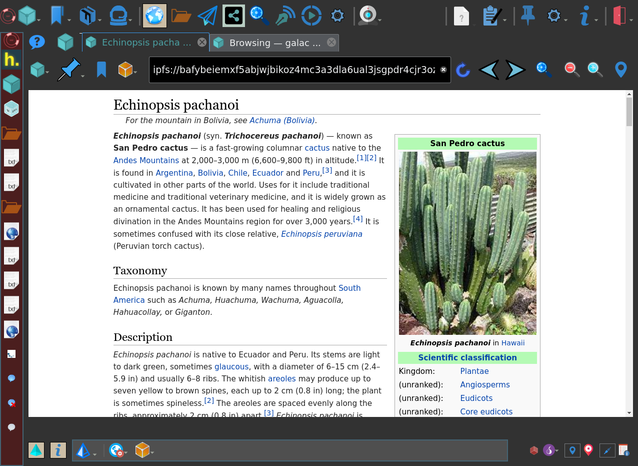 Echinopsis pacha ...
Browsing — galac ...
h.
ipfs://bafybeiemxf5abjwjbikoz4mc3a3dla6ual3jsgpdr4cjr3o
Echinopsis pachanoi
For the mountain in Bolivia, see Achuma (Bolivia).
Echinopsis pachanoi (syn. Trichocereus pachanoi) — known as
San Pedro cactus — is a fast-growing columnar cactus native to the
Andes Mountains at 2,000–3,000 m (6,600–9,800 ft) in altitude.[1][2] It
is found in Argentina, Bolivia, Chile, Ecuador and Peru,[3] and it is
cultivated in other parts of the world. Uses for it include traditional
medicine and traditional veterinary medicine, and it is widely grown as
an ornamental cactus. It has been used for healing and religious
divination in the Andes Mountains region for over 3,000 years.[4] It is
sometimes confused with its close relative, Echinopsis peruviana
(Peruvian torch cactus).
Taxonomy
Echinopsis pachanoi is known by many names throughout South
America such as Achuma, Huachuma, Wachuma, Aguacolla,
Hahuacollay, or Giganton.
Description
Echinopsis pachanoi is native to Ecuador and Peru. Its stems are light
to dark green, sometimes glaucous, with a diameter of 6–15 cm (2.4–
5.9 in) and usually 6–8 ribs. The whitish areoles may produce up to
seven yellow to brown spines, each up to 2 cm (0.8 in) long; the plant
is sometimes spineless.[2] The areoles are spaced evenly along the
ribs, approximately 2 cm (0.8 in) apart.[3] Echinopsis pachanoi is
San Pedro cactus
Echinopsis pachanoi in Hawaii
Scientific classification
Kingdom: Plantae
(unranked): Angiosperms
(unranked): Eudicots
(unranked): Core eudicots
txt
txt
txt
txt